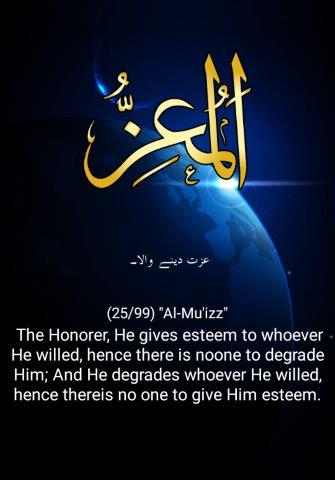 ٱلْمُعِزُّ
عزت دینے والا۔
(25/99) "Al-Mu'izz"
The Honorer, He gives esteem to whoever
He willed, hence there is noone to degrade
Him; And He degrades whoever He willed,
hence thereis no one to give Him esteem.